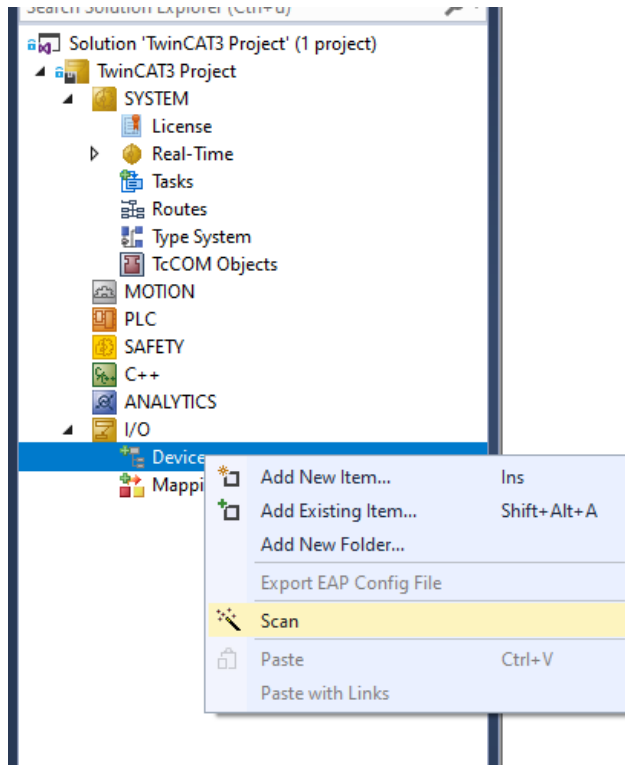 Search Solution Explorer (Ctrl+ü)
Solution 'TwinCAT3 Project' (1 project)
TwinCAT3 Project
SYSTEM
License
Real-Time
Tasks
Routes
Type System
TcCOM Objects
MOTION
PLC
SAFETY
C++
ANALYTICS
I/O
Device
Mappi
Add New Item... Ins
Add Existing Item... Shift+Alt+A
Add New Folder...
Export EAP Config File
Scan
Paste Ctrl+V
Paste with Links